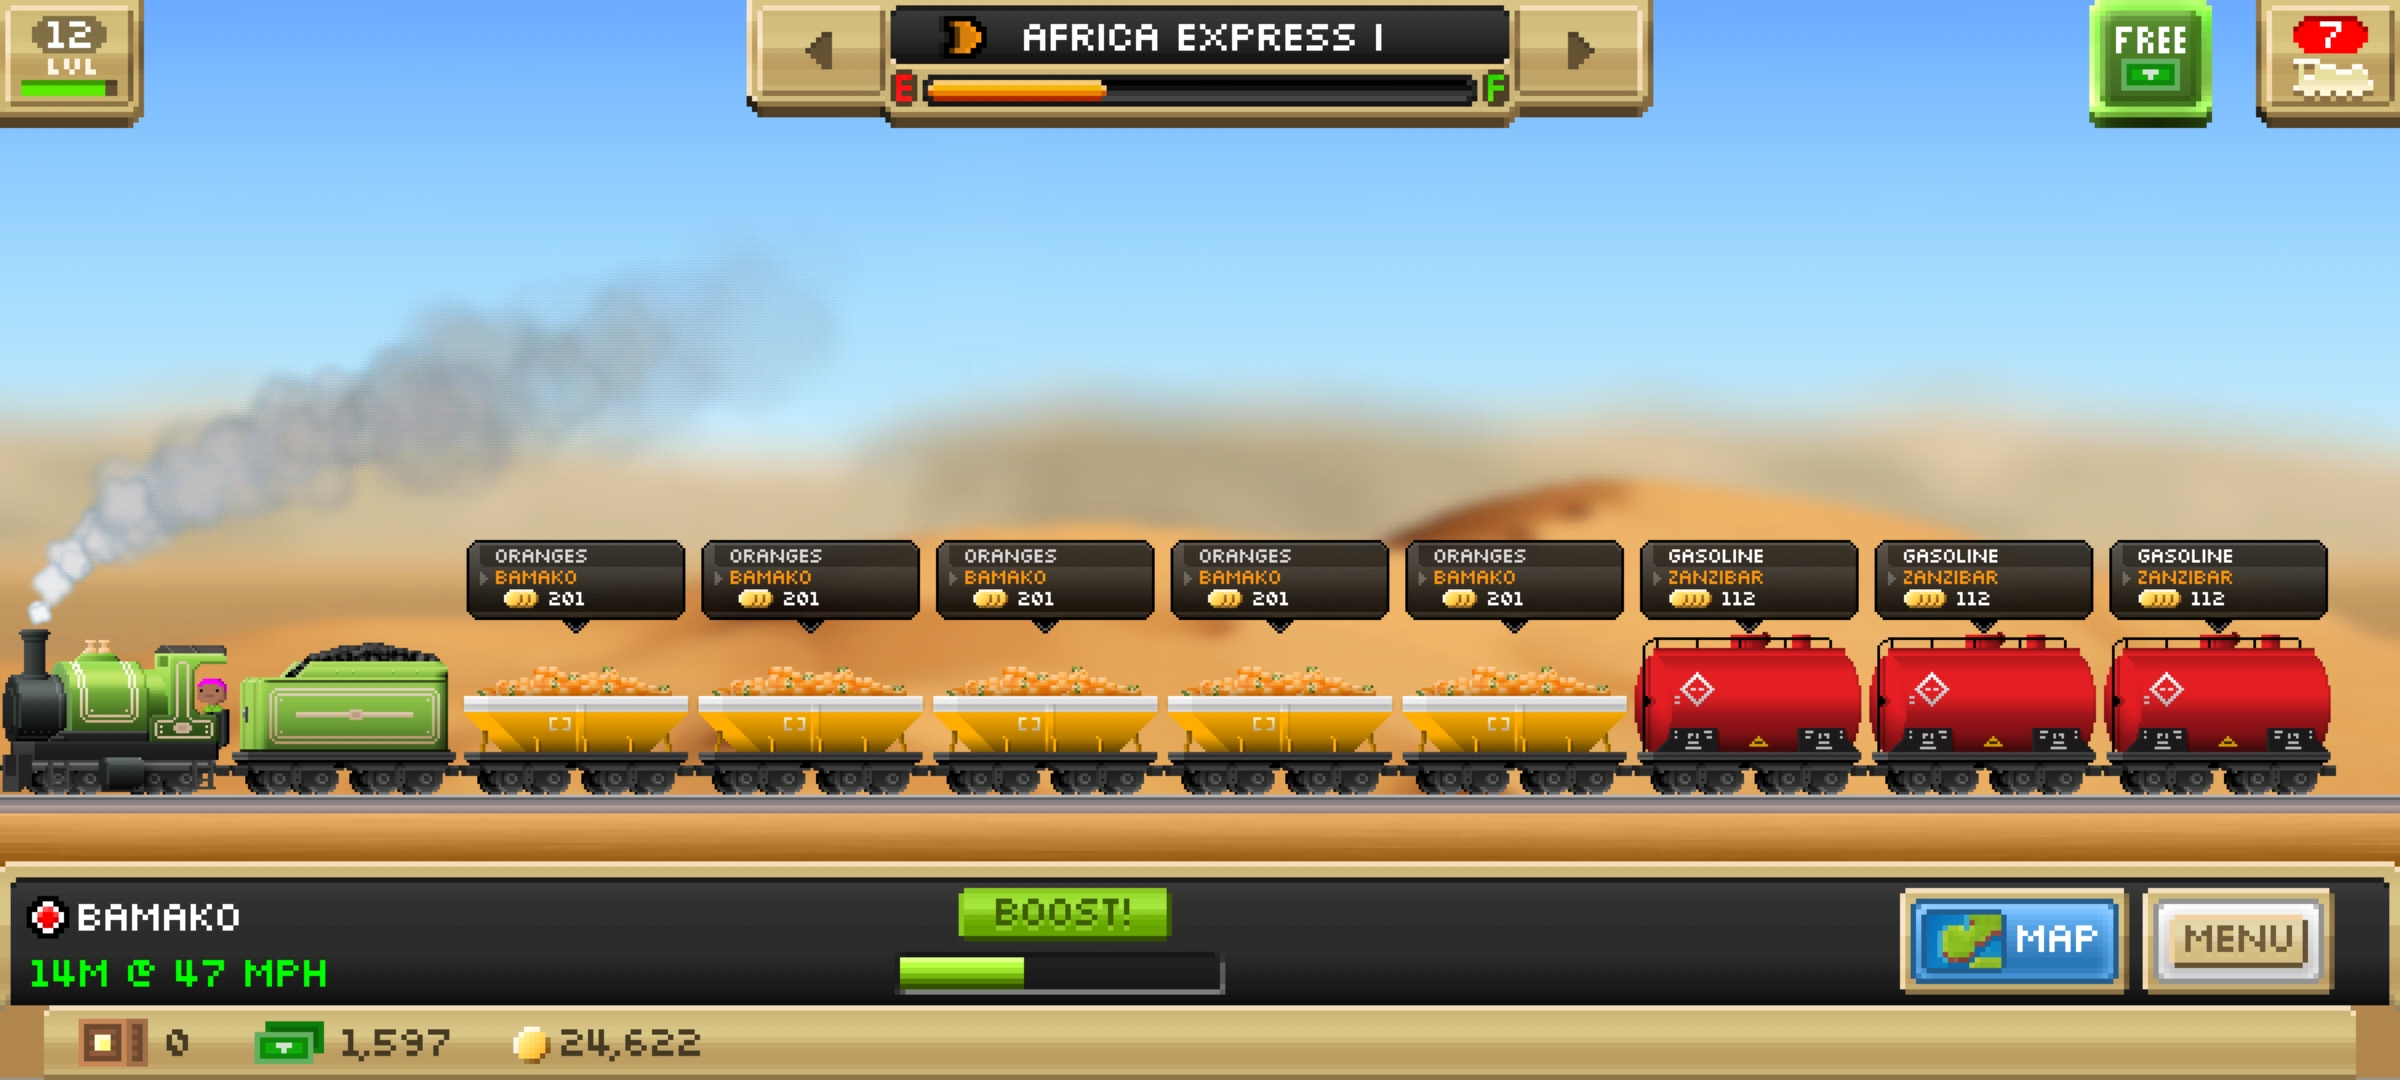 12
LVL
AFRICA EXPRESS I
E
F
FREE
7
ORANGES
BAMAKO
201
ORANGES
BAMAKO
201
ORANGES
BAMAKO
201
ORANGES
BAMAKO
201
ORANGES
BAMAKO
201
GASOLINE
ZANZIBAR
112
GASOLINE
ZANZIBAR
112
GASOLINE
ZANZIBAR
112
BAMAKO
14M @ 47 MPH
BOOST!
MAP
MENU
0
1,597
24,622